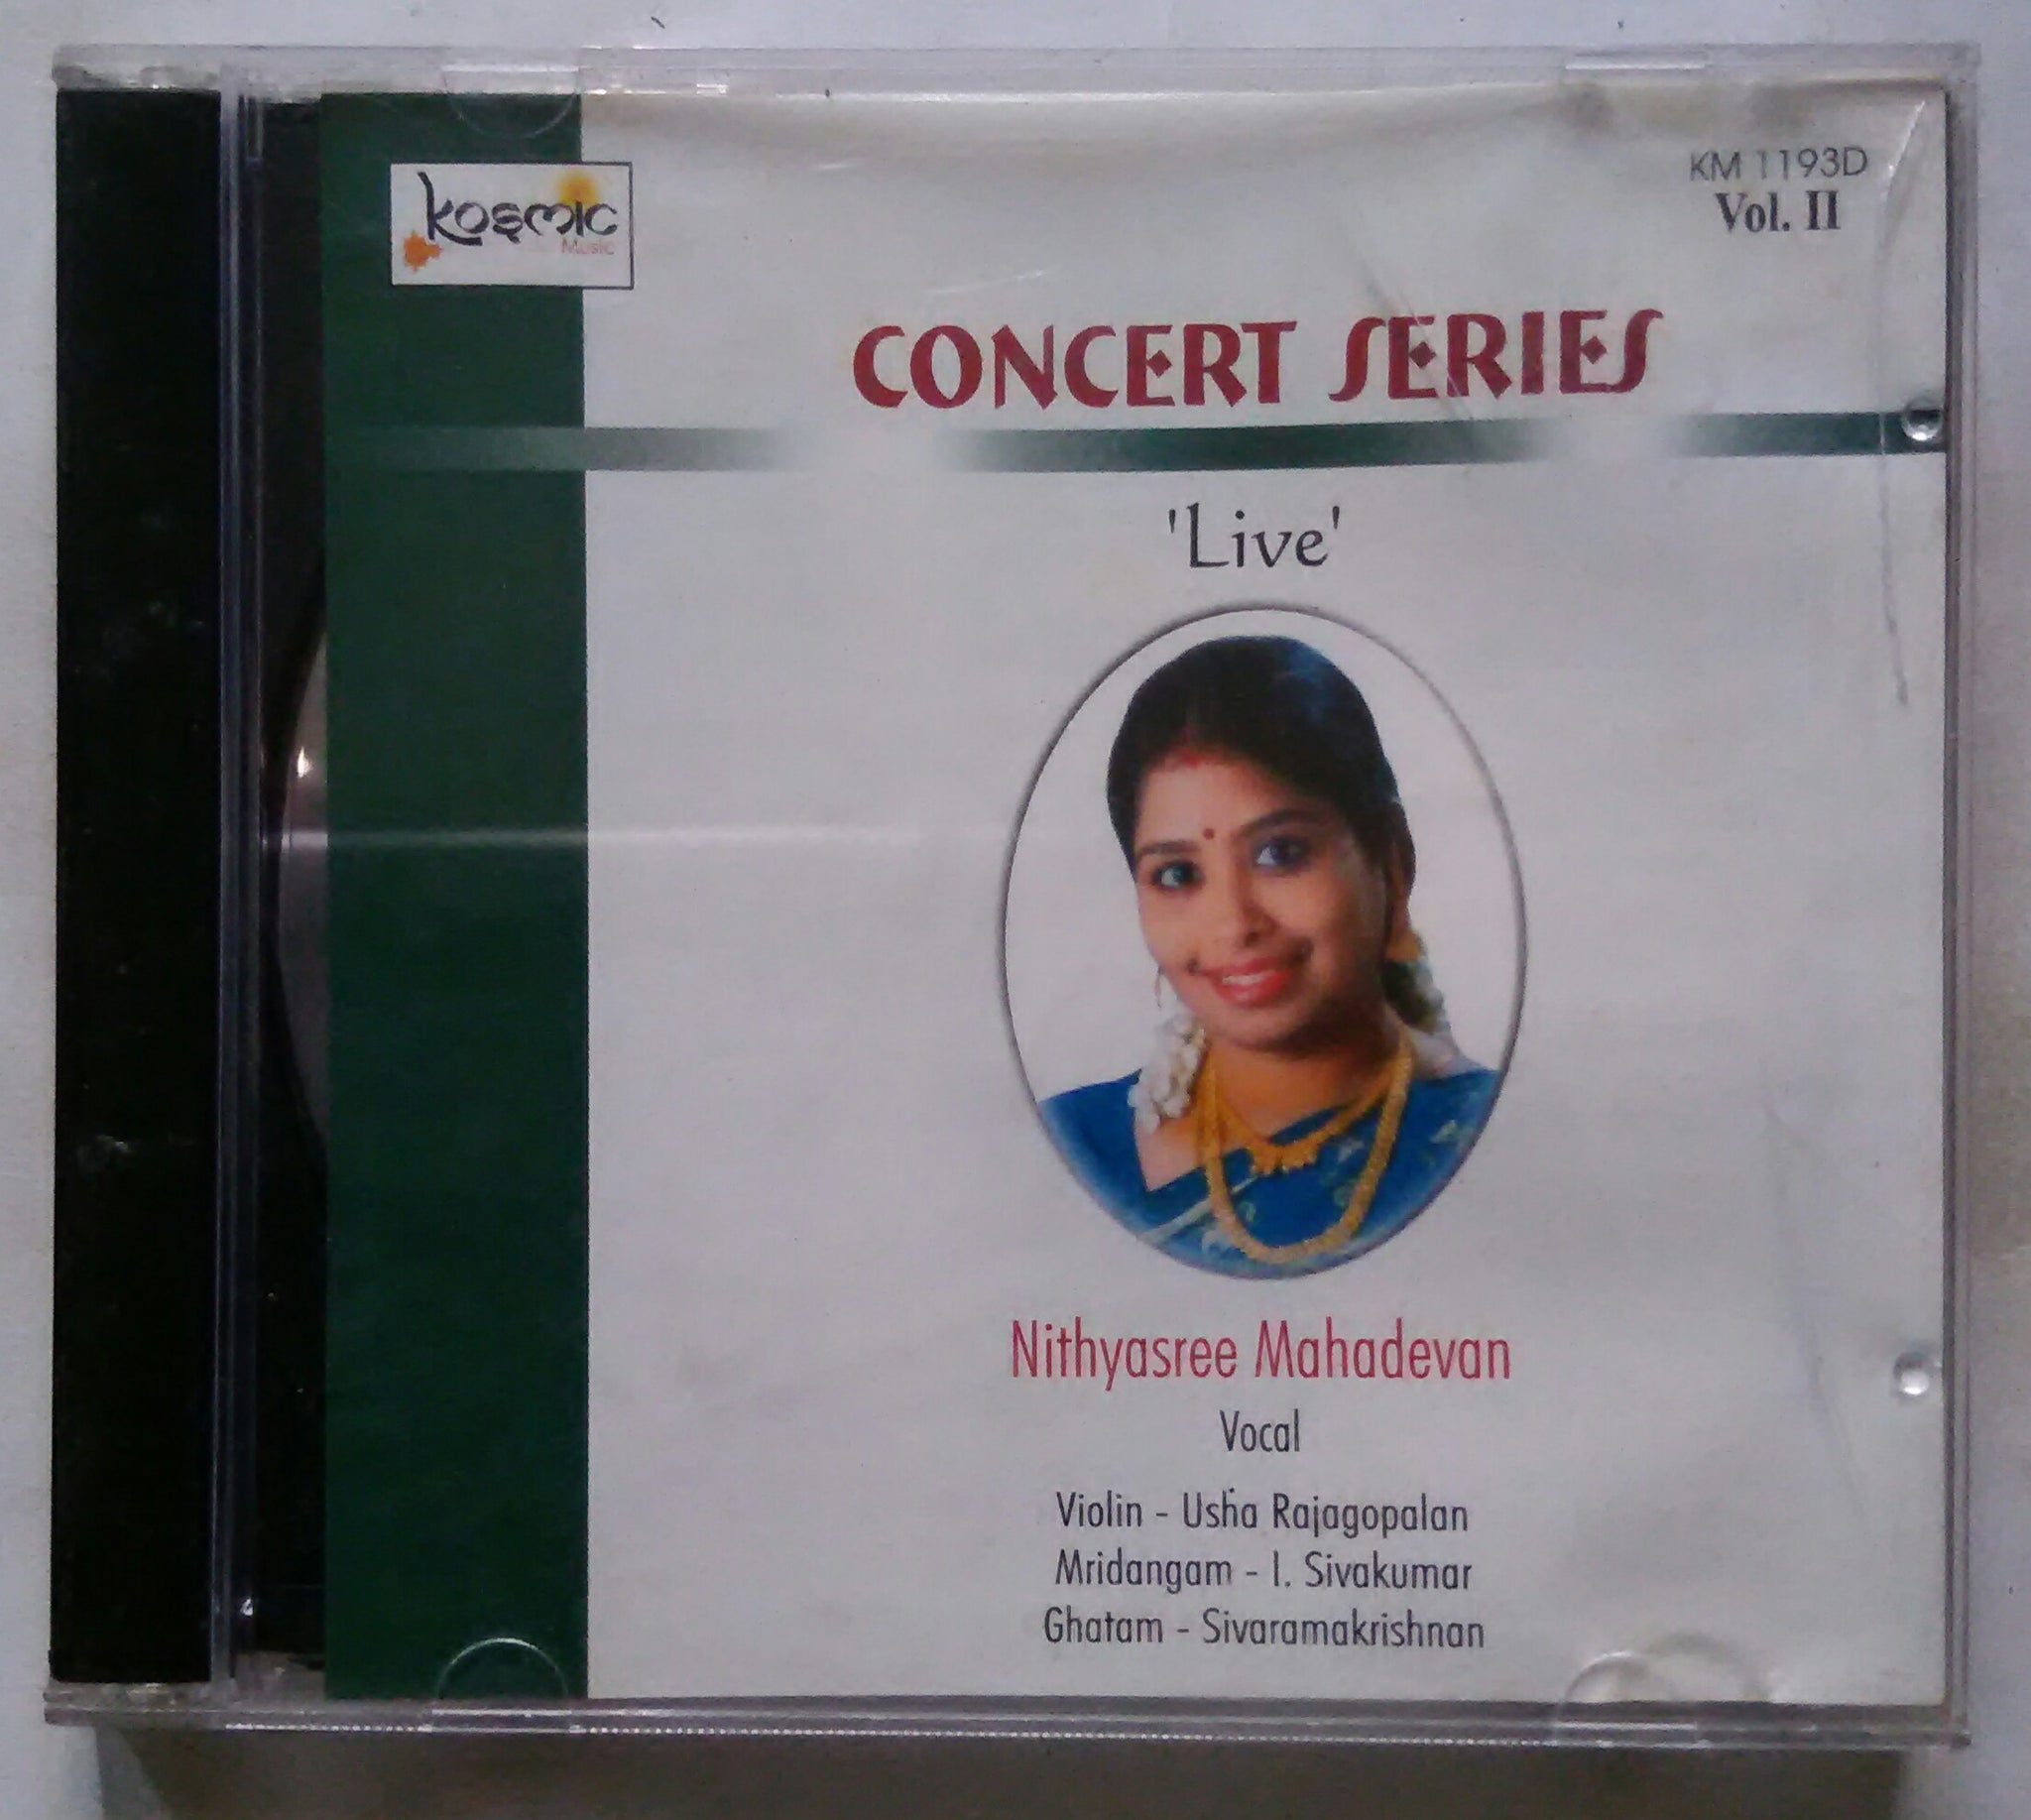 Kosmic
Music
KM 1193D
Vol. II
CONCERT SERIES
'Live'
Nithyasree Mahadevan
Vocal
Violin - Usha Rajagopalan
Mridangam - I. Sivakumar
Ghatam - Sivaramakrishnan